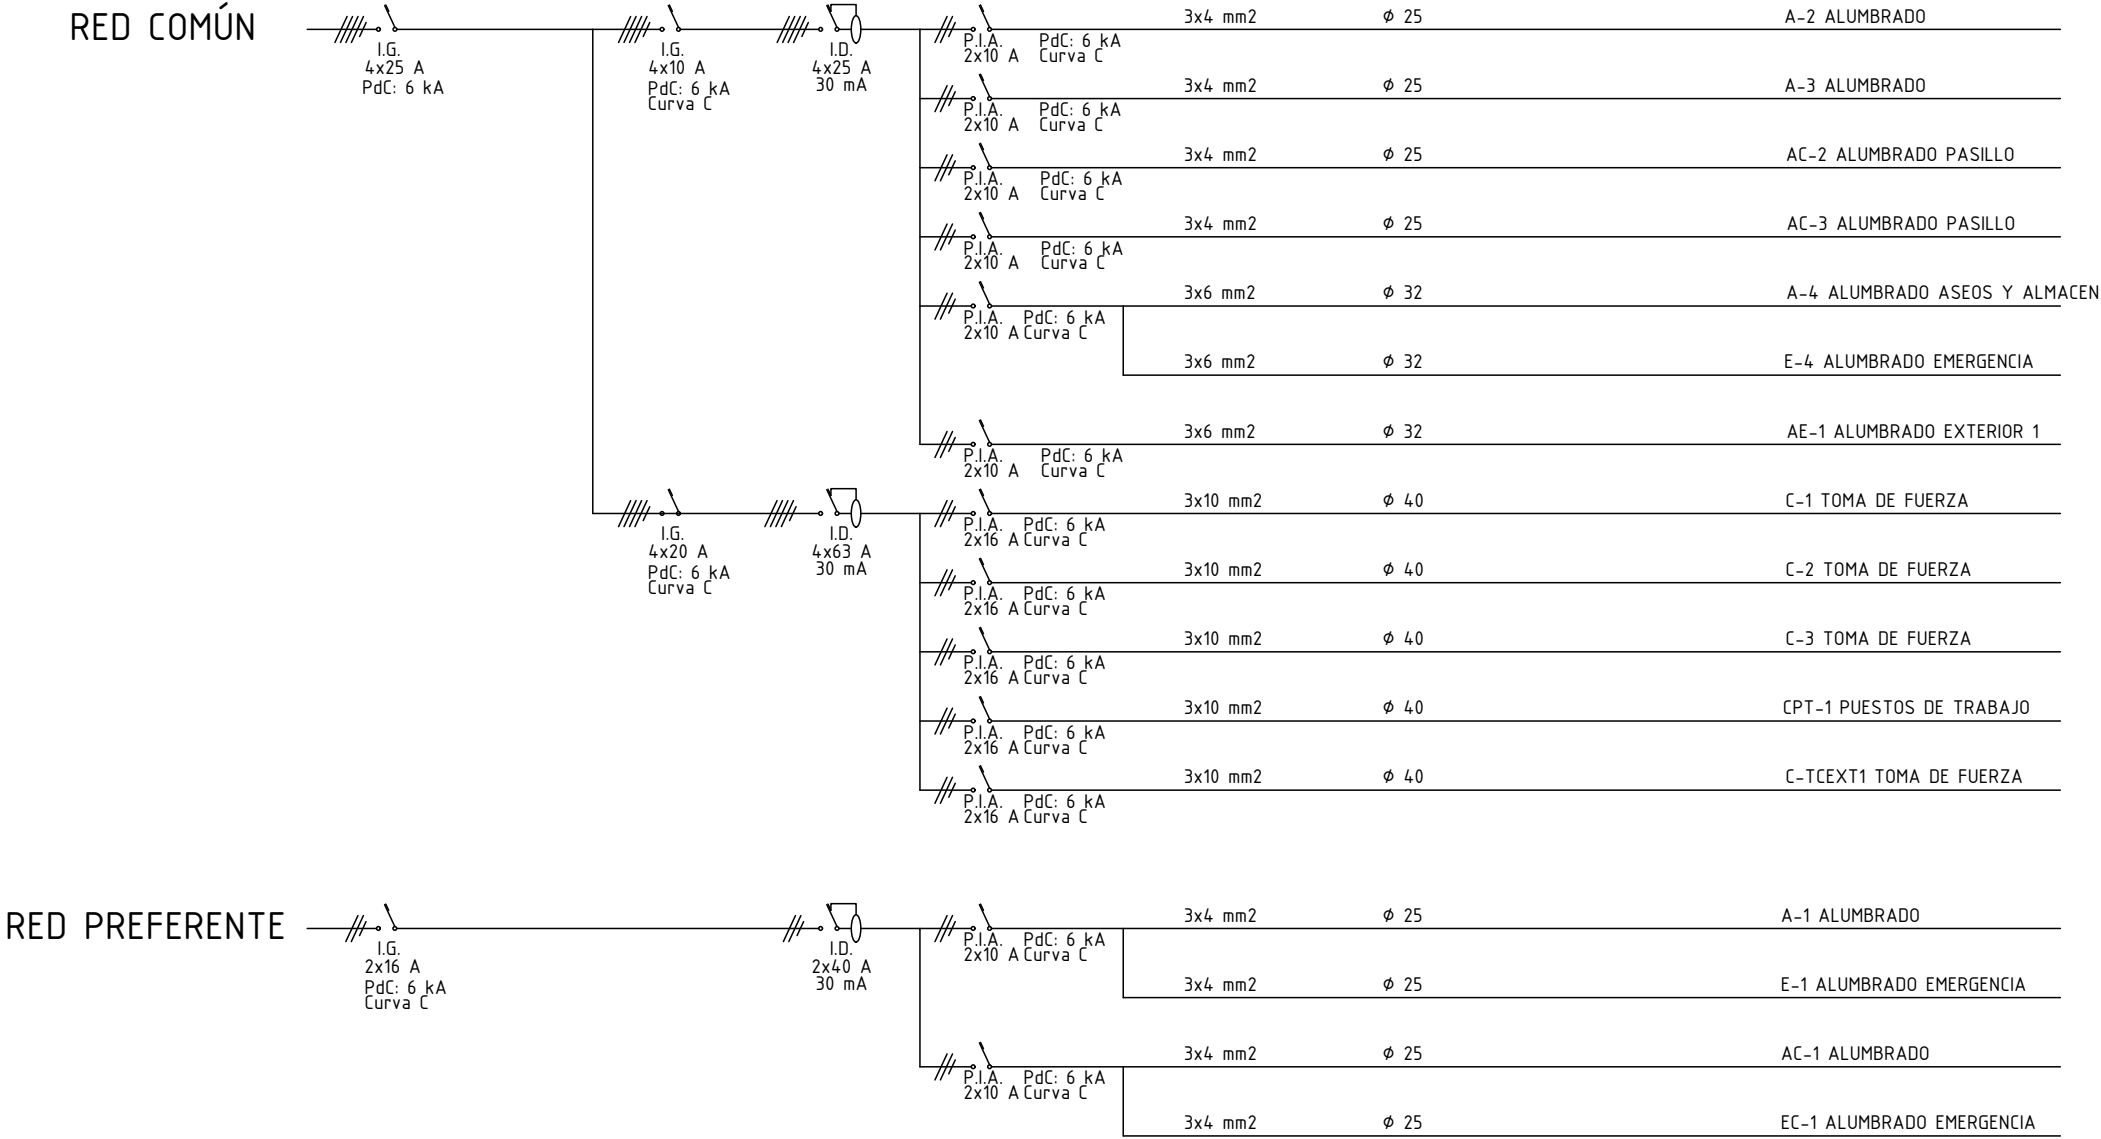 RED COMÚN
I.G.
4x25 A
PdC: 6 kA
I.G.
4x10 A
PdC: 6 kA
Curva C
I.D.
4x25 A
30 mA
3x4 mm2 ϕ 25 A-2 ALUMBRADO
P.I.A. PdC: 6 kA
2x10 A Curva C
3x4 mm2 ϕ 25 A-3 ALUMBRADO
P.I.A. PdC: 6 kA
2x10 A Curva C
3x4 mm2 ϕ 25 AC-2 ALUMBRADO PASILLO
P.I.A. PdC: 6 kA
2x10 A Curva C
3x4 mm2 ϕ 25 AC-3 ALUMBRADO PASILLO
P.I.A. PdC: 6 kA
2x10 A Curva C
3x6 mm2 ϕ 32 A-4 ALUMBRADO ASEOS Y ALMACEN
P.I.A. PdC: 6 kA
2x10 A Curva C
3x6 mm2 ϕ 32 E-4 ALUMBRADO EMERGENCIA
3x6 mm2 ϕ 32 AE-1 ALUMBRADO EXTERIOR 1
P.I.A. PdC: 6 kA
2x10 A Curva C
I.G.
4x20 A
PdC: 6 kA
Curva C
I.D.
4x63 A
30 mA
3x10 mm2 ϕ 40 C-1 TOMA DE FUERZA
P.I.A. PdC: 6 kA
2x16 A Curva C
3x10 mm2 ϕ 40 C-2 TOMA DE FUERZA
P.I.A. PdC: 6 kA
2x16 A Curva C
3x10 mm2 ϕ 40 C-3 TOMA DE FUERZA
P.I.A. PdC: 6 kA
2x16 A Curva C
3x10 mm2 ϕ 40 CPT-1 PUESTOS DE TRABAJO
P.I.A. PdC: 6 kA
2x16 A Curva C
3x10 mm2 ϕ 40 C-TCEXT1 TOMA DE FUERZA
P.I.A. PdC: 6 kA
2x16 A Curva C
RED PREFERENTE
I.G.
2x16 A
PdC: 6 kA
Curva C
I.D.
2x40 A
30 mA
3x4 mm2 ϕ 25 A-1 ALUMBRADO
P.I.A. PdC: 6 kA
2x10 A Curva C
3x4 mm2 ϕ 25 E-1 ALUMBRADO EMERGENCIA
3x4 mm2 ϕ 25 AC-1 ALUMBRADO
P.I.A. PdC: 6 kA
2x10 A Curva C
3x4 mm2 ϕ 25 EC-1 ALUMBRADO EMERGENCIA